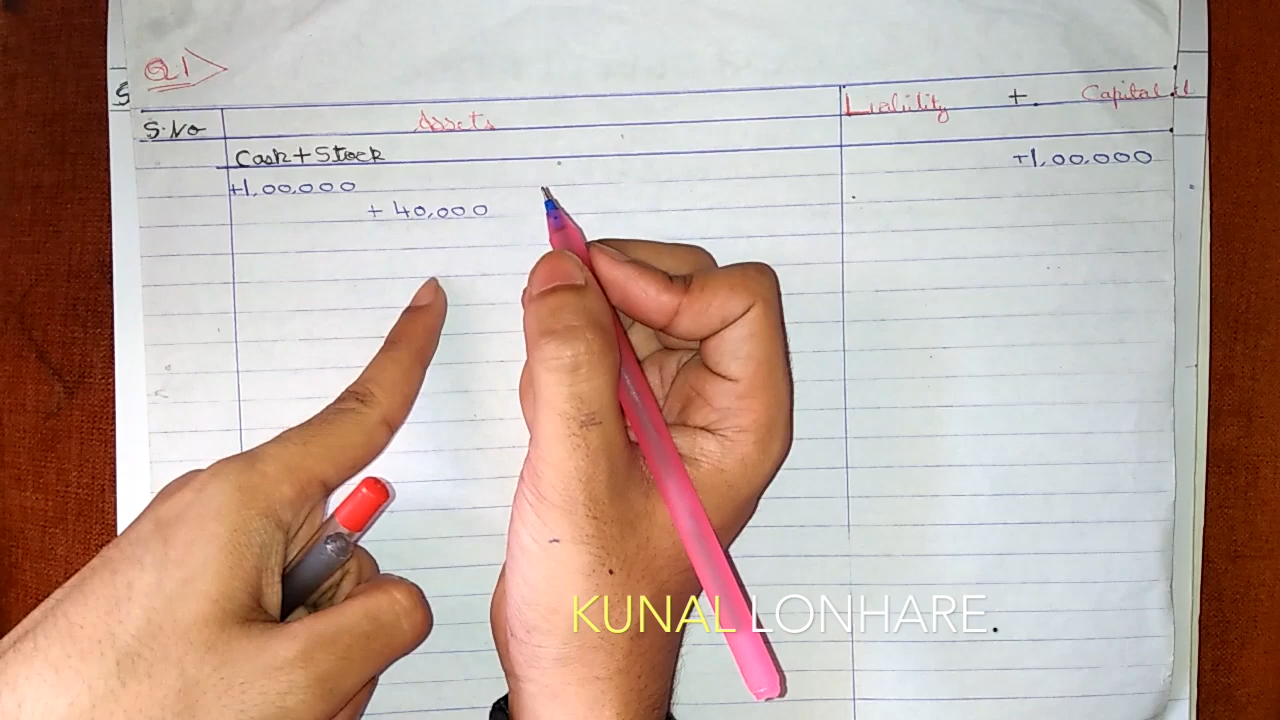 Q1
S
S.No Assets Liability + Capital
Cash + Stock +1,00,000
+1,00,000
+ 40,000
KUNAL LONHARE.